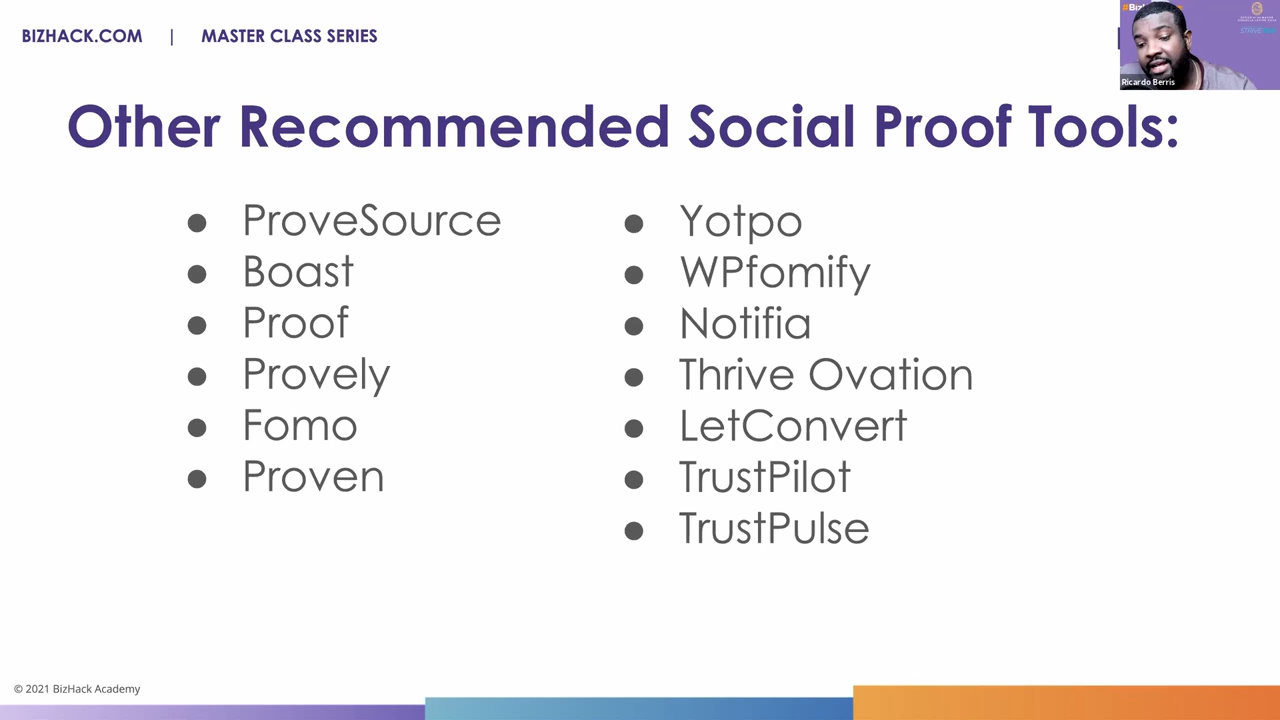 BIZHACK.COM | MASTER CLASS SERIES
Ricardo Berris
Other Recommended Social Proof Tools:
● ProveSource
● Boast
● Proof
● Provely
● Fomo
● Proven
● Yotpo
● WPfomify
● Notifia
● Thrive Ovation
● LetConvert
● TrustPilot
● TrustPulse
© 2021 BizHack Academy